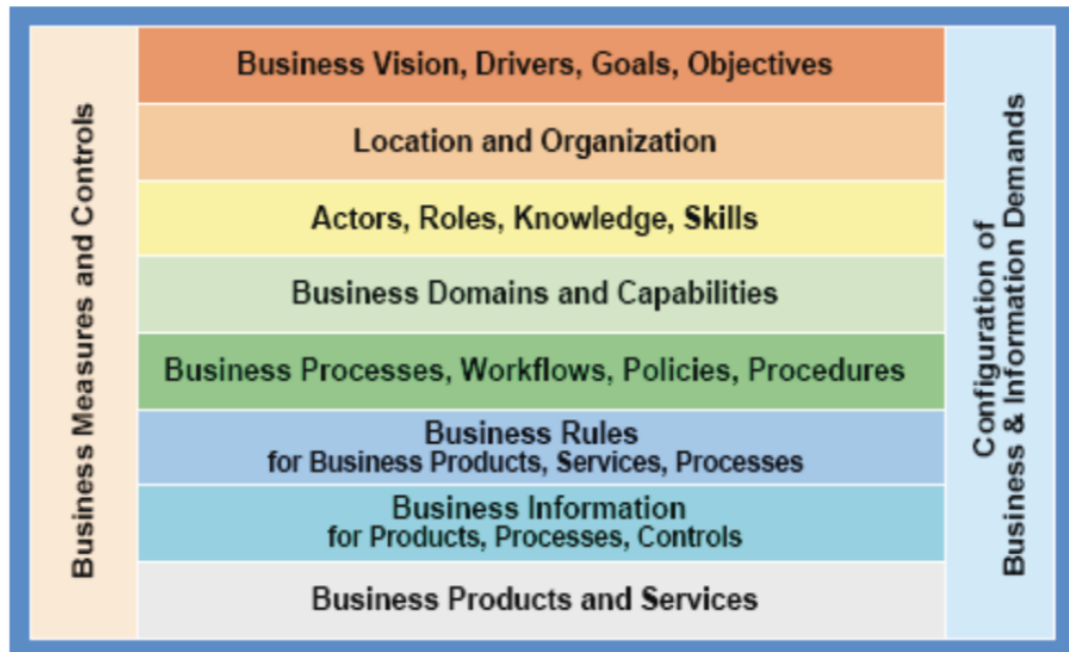 Business Measures and Controls
Business Vision, Drivers, Goals, Objectives
Location and Organization
Actors, Roles, Knowledge, Skills
Business Domains and Capabilities
Business Processes, Workflows, Policies, Procedures
Business Rules
for Business Products, Services, Processes
Business Information
for Products, Processes, Controls
Business Products and Services
Configuration of
Business & Information Demands